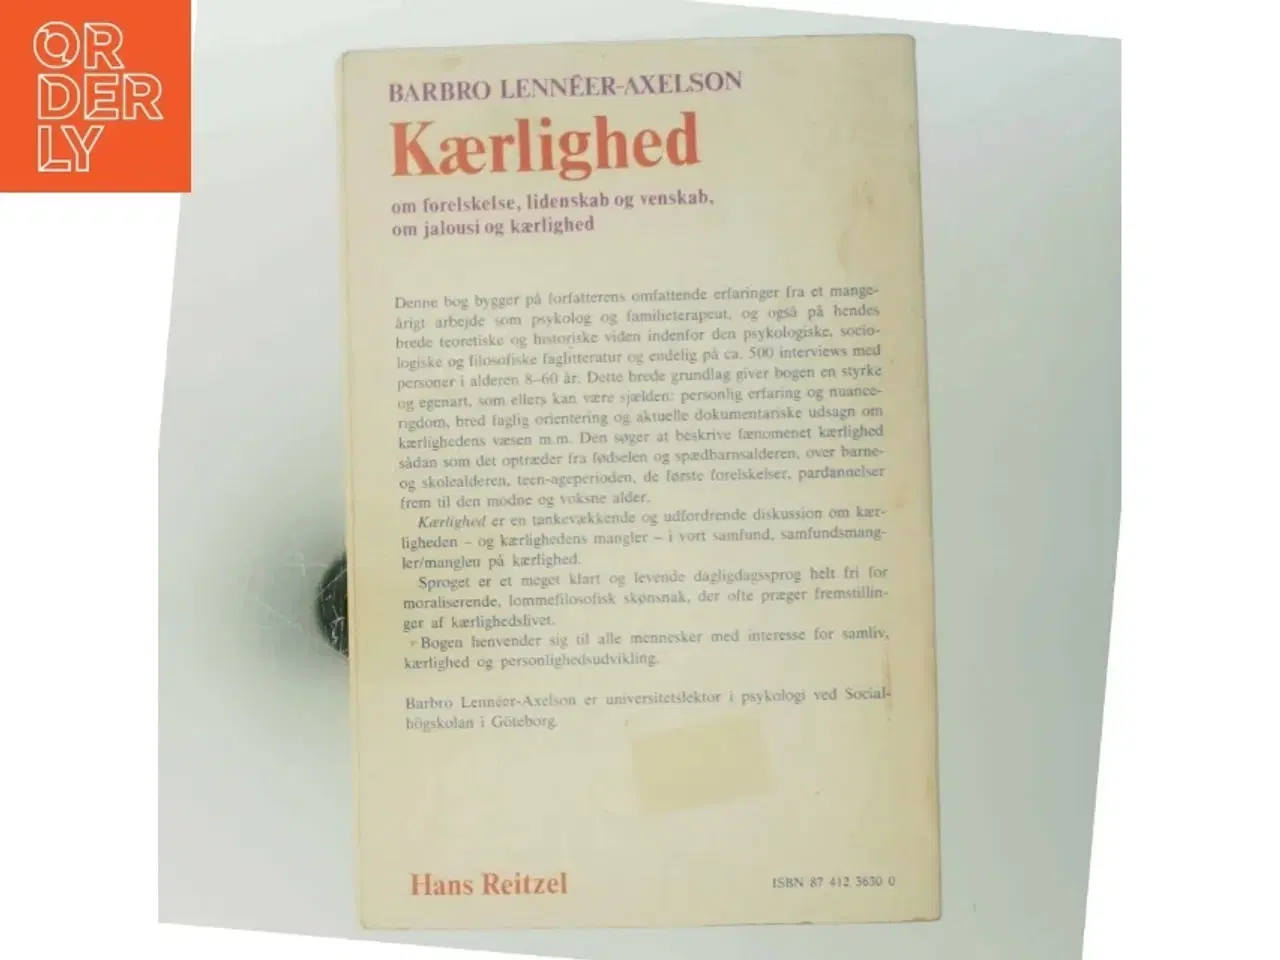 OR
DER
LY
BARBRO LENNÉER-AXELSON
Kærlighed
om forelskelse, lidenskab og venskab,
om jalousi og kærlighed
Denne bog bygger på forfatterens omfattende erfaringer fra et mange-
årigt arbejde som psykolog og familieterapeut, og også på hendes
brede teoretiske og historiske viden indenfor den psykologiske, socio-
logiske og filosofiske faglitteratur og endelig på ca. 500 interviews med
personer i alderen 8-60 år. Dette brede grundlag giver bogen en styrke
og egenart, som ellers kan være sjælden: personlig erfaring og nuance-
rigdom, bred faglig orientering og aktuelle dokumentariske udsagn om
kærlighedens væsen m.m. Den søger at beskrive fænomenet kærlighed
sådan som det optræder fra fødselen og spædbarnsalderen, over barne-
og skolealderen, teen-ageperioden, de første forelskelser, pardannelser
frem til den modne og voksne alder.
Kærlighed er en tankevækkende og udfordrende diskussion om kær-
ligheden – og kærlighedens mangler – i vort samfund, samfundsmang-
ler/manglen på kærlighed.
Sproget er et meget klart og levende dagligdagssprog helt fri for
moraliserende, lommefilosofisk skønsnak, der ofte præger fremstillin-
ger af kærlighedslivet.
Bogen henvender sig til alle mennesker med interesse for samliv,
kærlighed og personlighedsudvikling.
Barbro Lennéer-Axelson er universitetslektor i psykologi ved Social-
högskolan i Göteborg.
Hans Reitzel
ISBN 87 412 3630 0